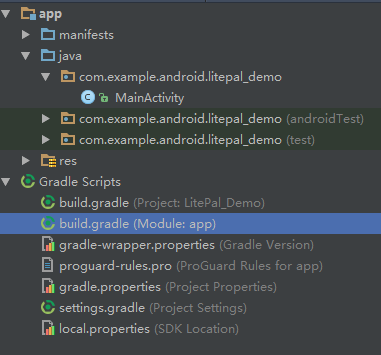 app
manifests
java
com.example.android.litepal_demo
MainActivity
com.example.android.litepal_demo (androidTest)
com.example.android.litepal_demo (test)
res
Gradle Scripts
build.gradle (Project: LitePal_Demo)
build.gradle (Module: app)
gradle-wrapper.properties (Gradle Version)
proguard-rules.pro (ProGuard Rules for app)
gradle.properties (Project Properties)
settings.gradle (Project Settings)
local.properties (SDK Location)